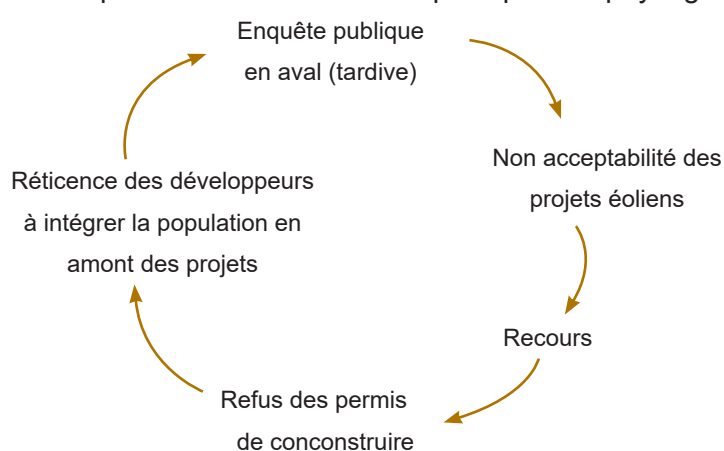 Enquête publique
en aval (tardive)
Non acceptabilité des
projets éoliens
Recours
Refus des permis
de conconstruire
Réticence des développeurs
à intégrer la population en
amont des projets